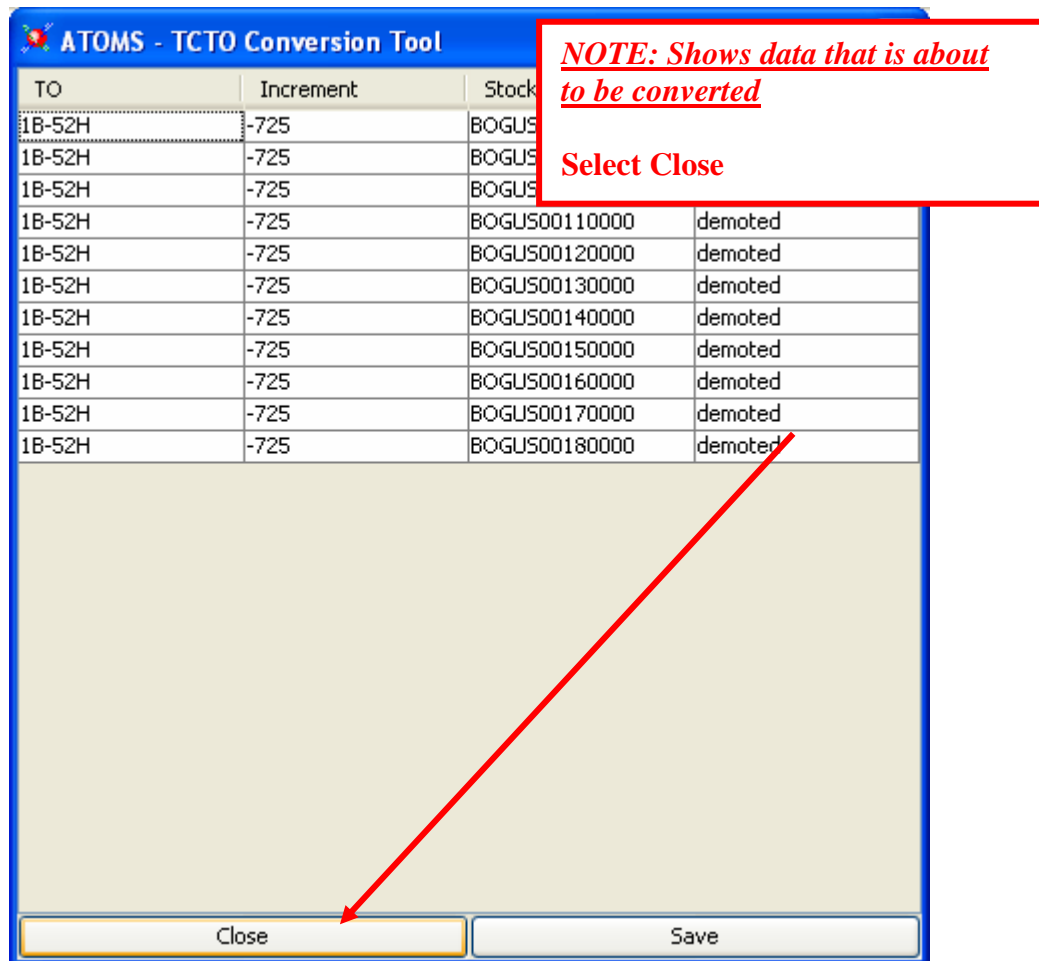 ATOMS - TCTO Conversion Tool
NOTE: Shows data that is about
to be converted
Select Close
TO Increment Stock
1B-52H -725 BOGUS
1B-52H -725 BOGUS
1B-52H -725 BOGUS
1B-52H -725 BOGUS00110000 demoted
1B-52H -725 BOGUS00120000 demoted
1B-52H -725 BOGUS00130000 demoted
1B-52H -725 BOGUS00140000 demoted
1B-52H -725 BOGUS00150000 demoted
1B-52H -725 BOGUS00160000 demoted
1B-52H -725 BOGUS00170000 demoted
1B-52H -725 BOGUS00180000 demoted
Close Save